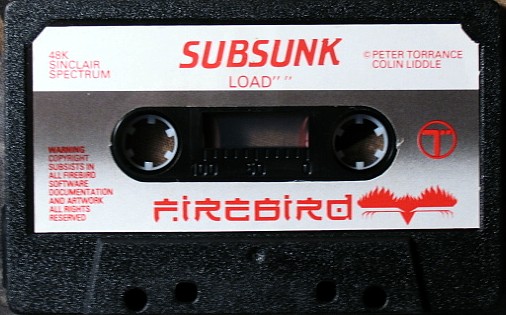 SUBSUNK
LOAD" "
48K
SINCLAIR
SPECTRUM
© PETER TORRANCE
COLIN LIDDLE
WARNING
COPYRIGHT
SUBSISTS IN
ALL FIREBIRD
SOFTWARE
DOCUMENTATION
AND ARTWORK
ALL RIGHTS
RESERVED
100 50 0
FIREBIRD